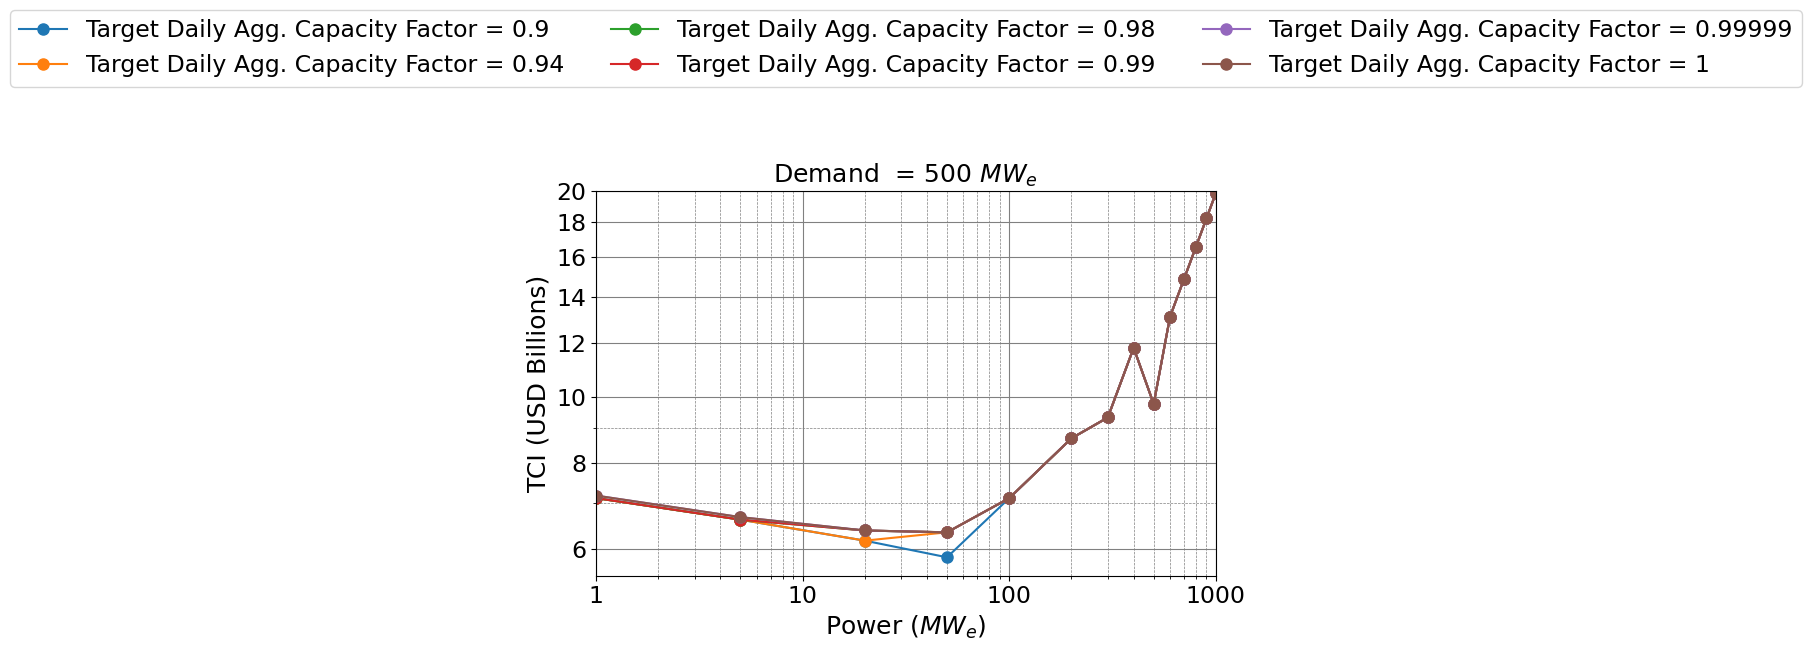 Target Daily Agg. Capacity Factor = 0.9
Target Daily Agg. Capacity Factor = 0.94
Target Daily Agg. Capacity Factor = 0.98
Target Daily Agg. Capacity Factor = 0.99
Target Daily Agg. Capacity Factor = 0.99999
Target Daily Agg. Capacity Factor = 1
Demand  = 500 MWₑ
TCI (USD Billions)
20
18
16
14
12
10
8
6
1
10
100
1000
Power (MWₑ)